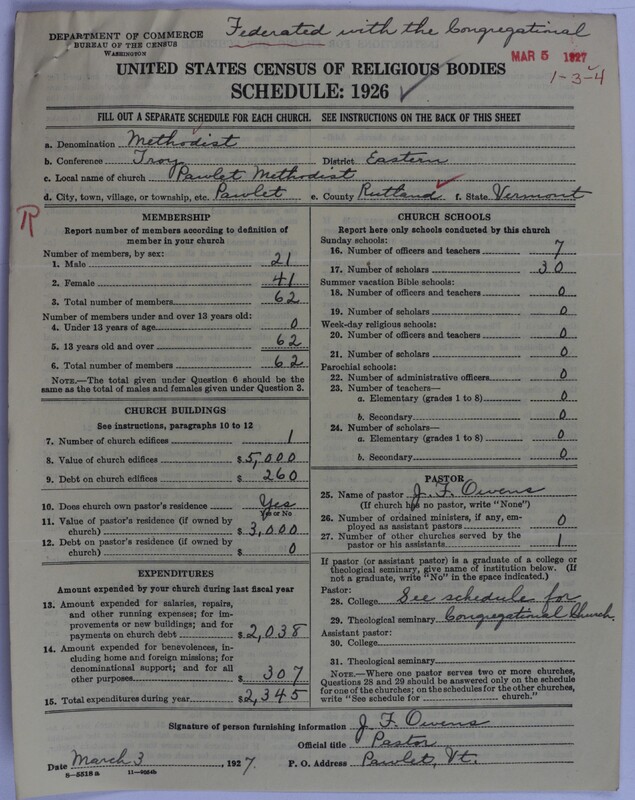 Federated with the Congregational
DEPARTMENT OF COMMERCE
BUREAU OF THE CENSUS
WASHINGTON
MAR 5 1927
1-3-4
UNITED STATES CENSUS OF RELIGIOUS BODIES
SCHEDULE: 1926
FILL OUT A SEPARATE SCHEDULE FOR EACH CHURCH. SEE INSTRUCTIONS ON THE BACK OF THIS SHEET
a. Denomination Methodist
b. Conference Troy District Eastern
c. Local name of church Pawlet Methodist
d. City, town, village, or township, etc. Pawlet e. County Rutland f. State Vermont
R
MEMBERSHIP
Report number of members according to definition of
member in your church
Number of members, by sex:
1. Male 21
2. Female 41
3. Total number of members 62
Number of members under and over 13 years old:
4. Under 13 years of age 0
5. 13 years old and over 62
6. Total number of members 62
NOTE.—The total given under Question 6 should be the
same as the total of males and females given under Question 3.
CHURCH BUILDINGS
See instructions, paragraphs 10 to 12
7. Number of church edifices 1
8. Value of church edifices $5,000
9. Debt on church edifices $ 260
10. Does church own pastor's residence Yes
Yes or No
11. Value of pastor's residence (if owned by
church) $3,000
12. Debt on pastor's residence (if owned by
church) $ 0
EXPENDITURES
Amount expended by your church during last fiscal year
13. Amount expended for salaries, repairs,
and other running expenses; for im-
provements or new buildings; and for
payments on church debt $2,038
14. Amount expended for benevolences,
including home and foreign missions; for
denominational support; and for all
other purposes $ 307
15. Total expenditures during year $2,345
CHURCH SCHOOLS
Report here only schools conducted by this church
Sunday schools:
16. Number of officers and teachers 7
17. Number of scholars 30
Summer vacation Bible schools:
18. Number of officers and teachers 0
19. Number of scholars 0
Week-day religious schools:
20. Number of officers and teachers 0
21. Number of scholars 0
Parochial schools:
22. Number of administrative officers 0
23. Number of teachers—
a. Elementary (grades 1 to 8) 0
b. Secondary 0
24. Number of scholars—
a. Elementary (grades 1 to 8) 0
b. Secondary 0
PASTOR
25. Name of pastor J. F. Owens
(If church has no pastor, write "None")
26. Number of ordained ministers, if any, em-
ployed as assistant pastors 0
27. Number of other churches served by the
pastor or his assistants 1
If pastor (or assistant pastor) is a graduate of a college or
theological seminary, give name of institution below. (If
not a graduate, write "No" in the space indicated.)
Pastor:
28. College See schedule for
29. Theological seminary Congregational Church
Assistant pastor:
30. College
31. Theological seminary
NOTE.—Where one pastor serves two or more churches,
Questions 28 and 29 should be answered only on the schedule
for one of the churches; on the schedules for the other churches,
write "See schedule for church."
Signature of person furnishing information J. F. Owens
Official title Pastor
Date March 3, 1927. P. O. Address Pawlet, Vt.
8—5518 a